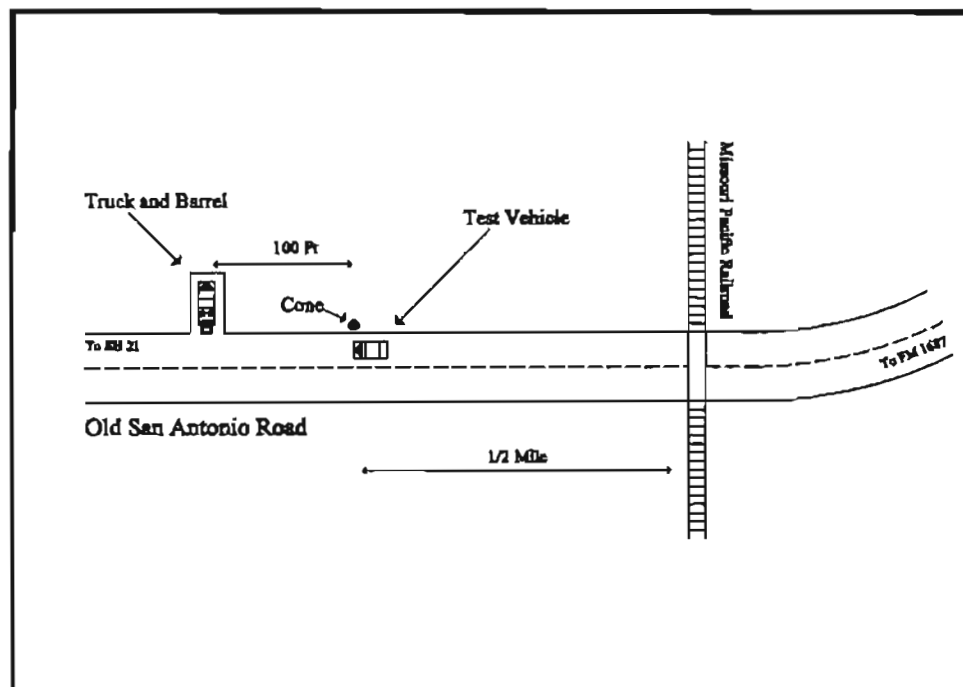 Missouri Pacific Railroad
Truck and Barrel
Test Vehicle
100 Ft
Cone
To SH 21
To FM 1687
Old San Antonio Road
1/2 Mile